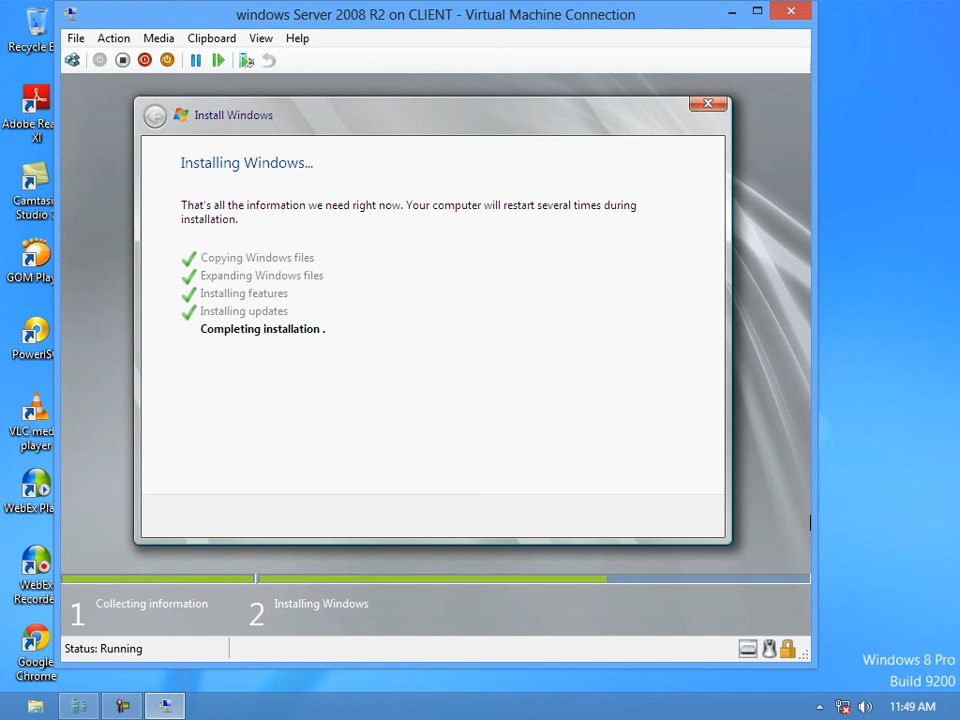 windows Server 2008 R2 on CLIENT - Virtual Machine Connection
File Action Media Clipboard View Help
Install Windows
Installing Windows...
That's all the information we need right now. Your computer will restart several times during
installation.
Copying Windows files
Expanding Windows files
Installing features
Installing updates
Completing installation .
1 Collecting information
2 Installing Windows
Status: Running
Recycle B
Adobe Rea
XI
Camtasi
Studio
GOM Play
PowerIS
VLC med
player
WebEx Pla
WebEx
Recorde
Google
Chrome
Windows 8 Pro
Build 9200
11:49 AM